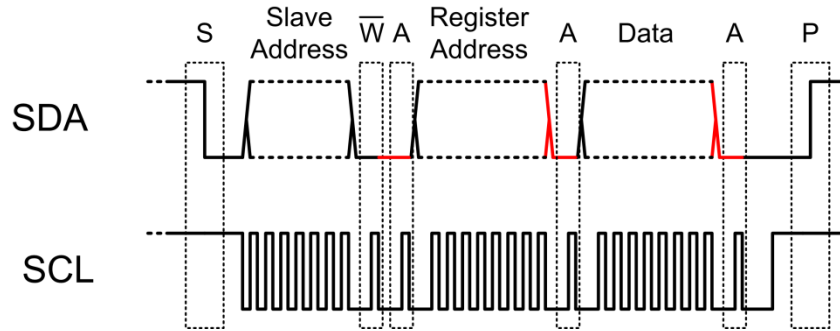 S
Slave
Address
W̅
A
Register
Address
A
Data
A
P
SDA
SCL